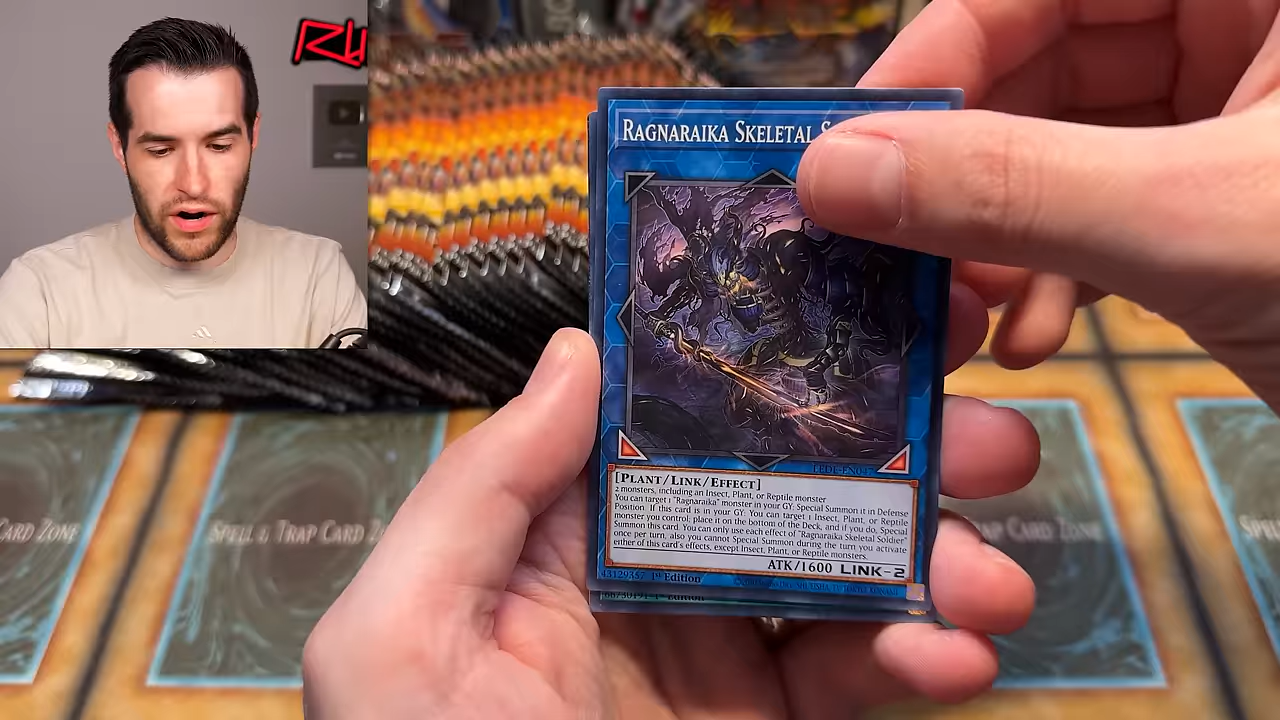 RAGNARAIKA SKELETAL S
[PLANT/LINK/EFFECT]
2 monsters, including an Insect, Plant, or Reptile monster
You can target 1 "Ragnaraika" monster in your GY; Special Summon it in Defense
Position. If this card is in your GY: You can target 1 Insect, Plant, or Reptile
monster you control; place it on the bottom of the Deck, and if you do, Special
Summon this card. You can only use each effect of "Ragnaraika Skeletal Soldier"
once per turn, also you cannot Special Summon during the turn you activate
either of this card's effects, except Insect, Plant, or Reptile monsters.
ATK/1600 LINK-2
43129357 1st Edition
1st Edition
CARD ZONE
SPELL & TRAP CARD Z
CARD ZONE